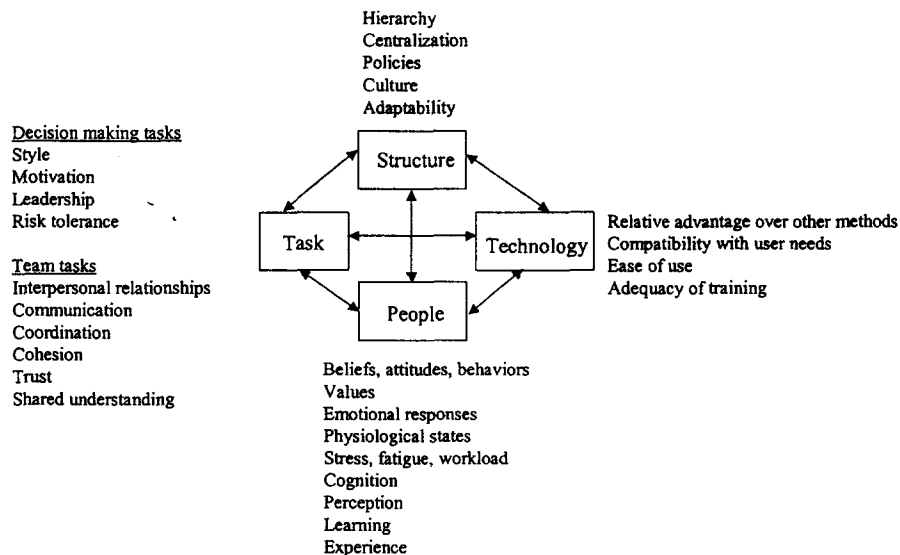 Hierarchy
Centralization
Policies
Culture
Adaptability
Decision making tasks
Style
Motivation
Leadership
Risk tolerance
Team tasks
Interpersonal relationships
Communication
Coordination
Cohesion
Trust
Shared understanding
Structure
Task
Technology
People
Relative advantage over other methods
Compatibility with user needs
Ease of use
Adequacy of training
Beliefs, attitudes, behaviors
Values
Emotional responses
Physiological states
Stress, fatigue, workload
Cognition
Perception
Learning
Experience